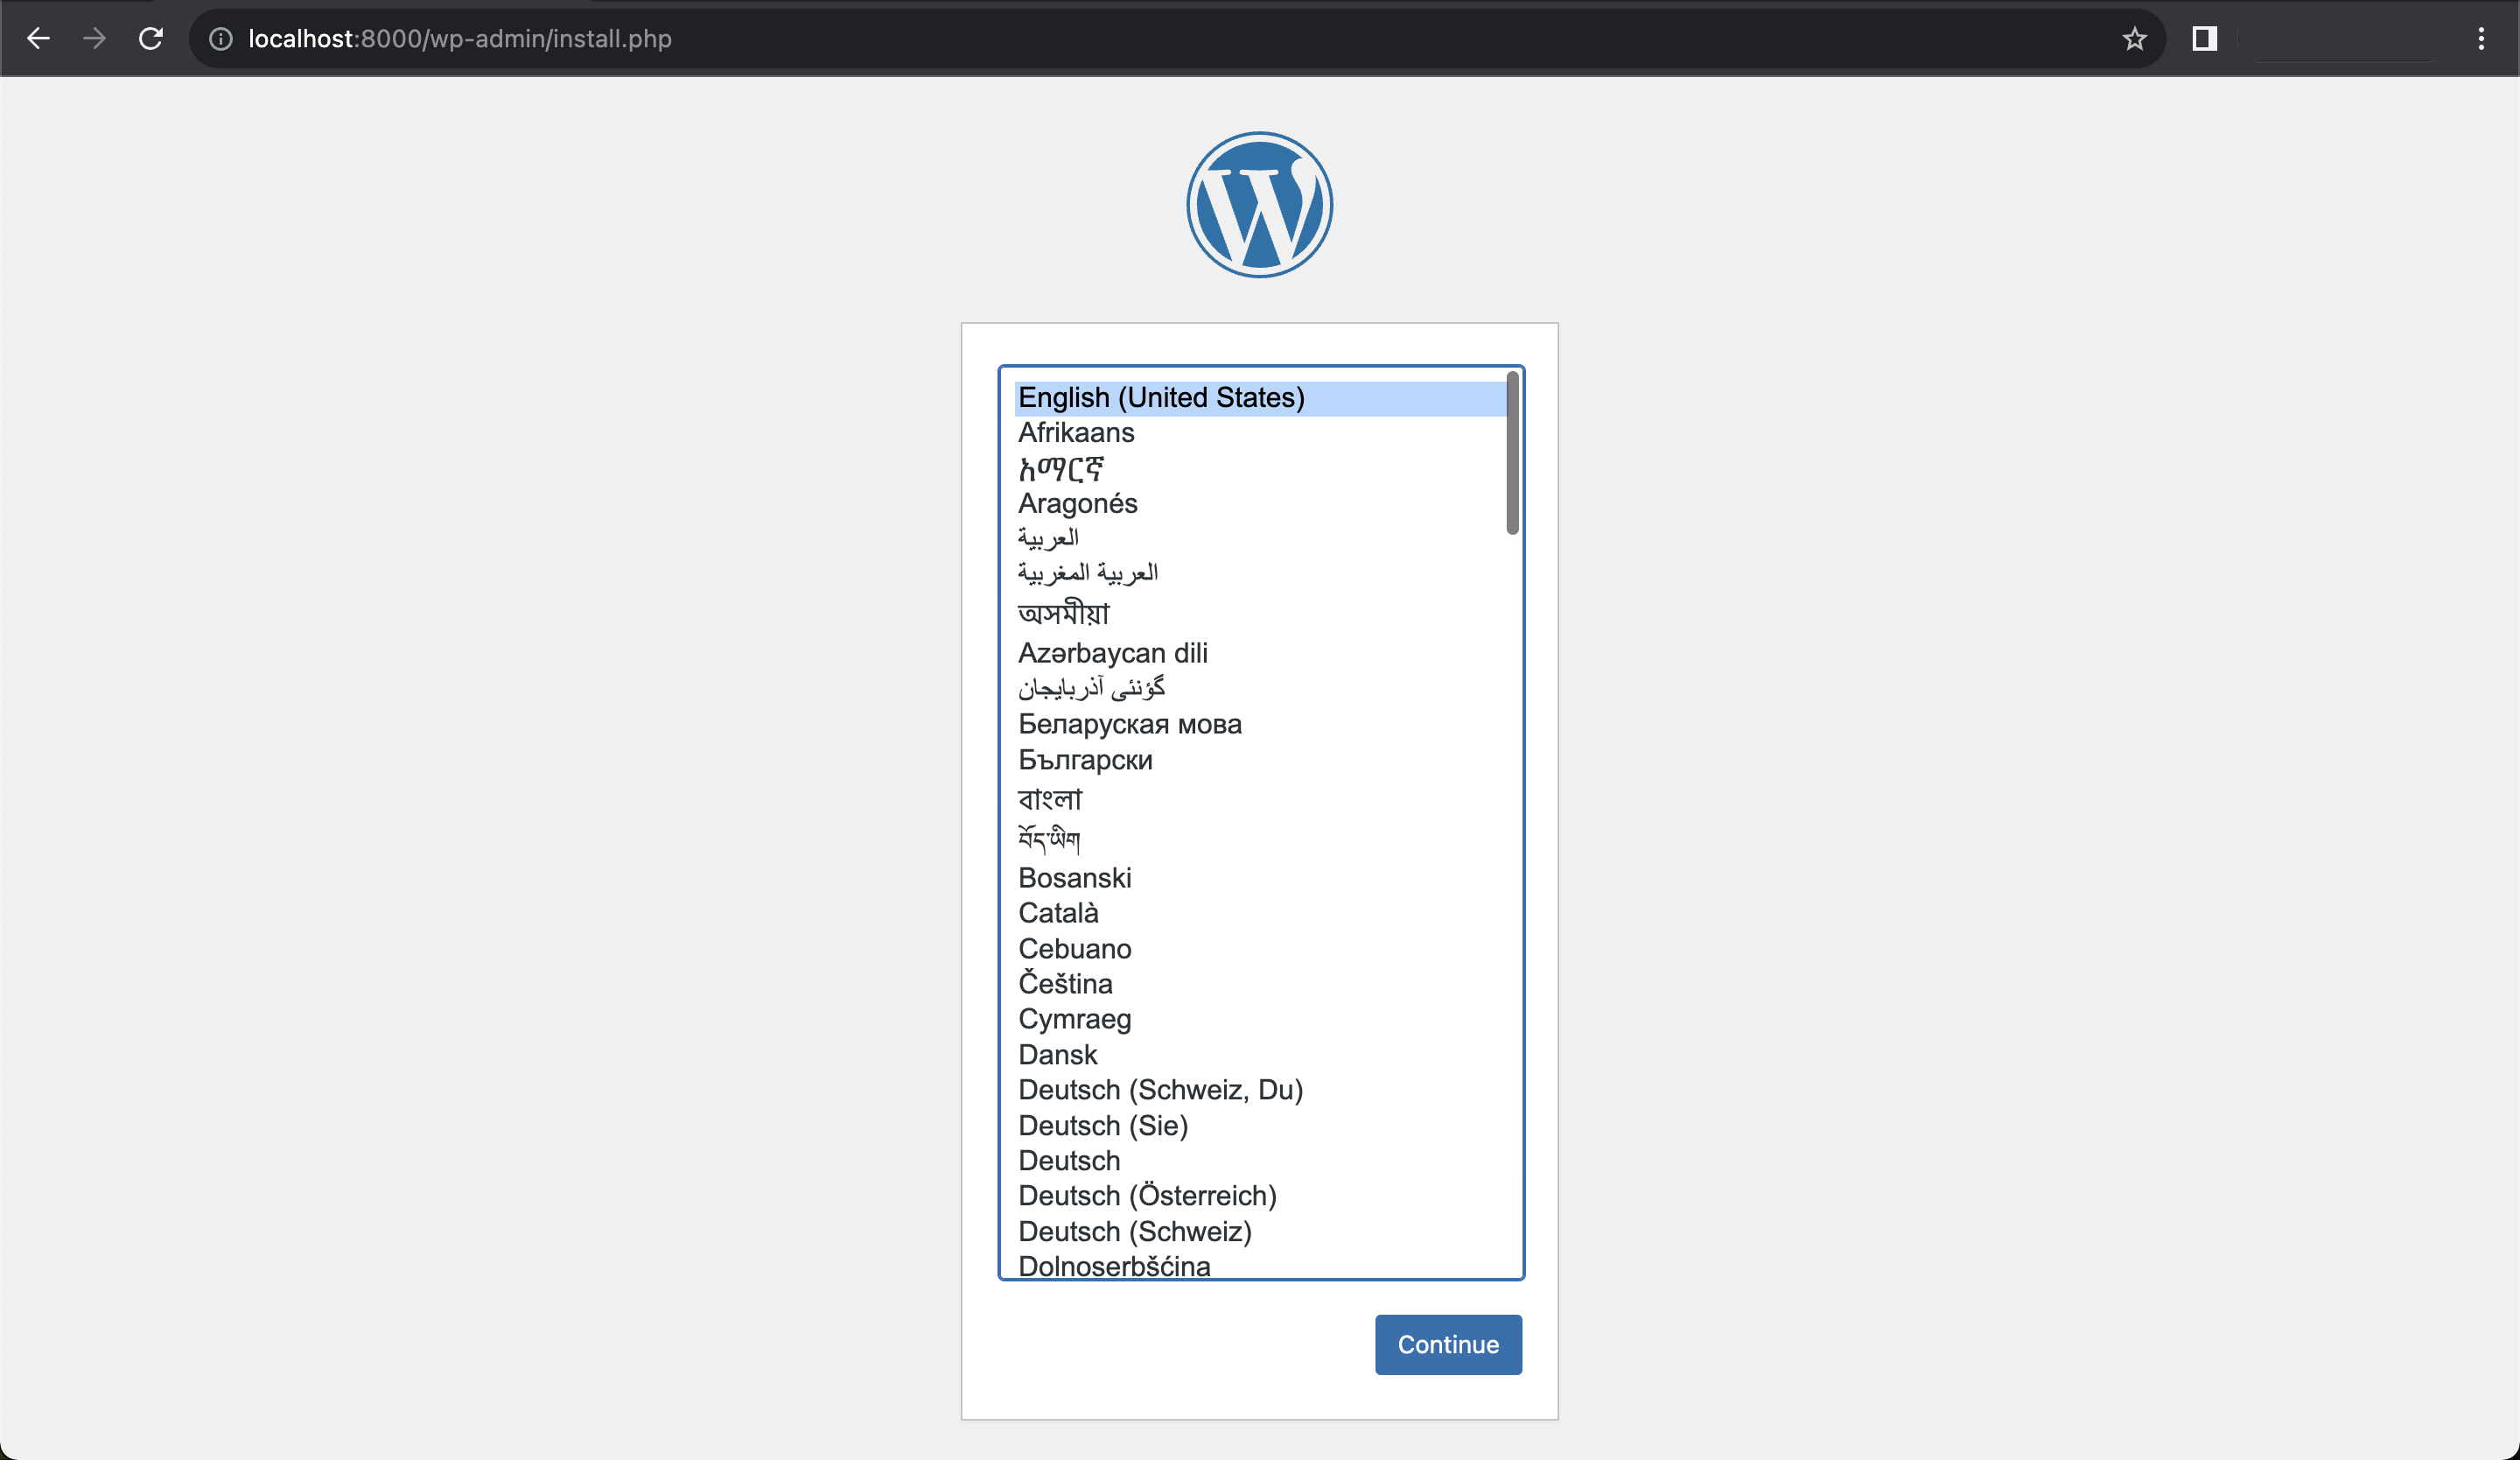 localhost:8000/wp-admin/install.php
English (United States)
Afrikaans
አማርኛ
Aragonés
العربية
العربية المغربية
অসমীয়া
Azərbaycan dili
گؤنئی آذربایجان
Беларуская мова
Български
বাংলা
བོད་ཡིག
Bosanski
Català
Cebuano
Čeština
Cymraeg
Dansk
Deutsch (Schweiz, Du)
Deutsch (Sie)
Deutsch
Deutsch (Österreich)
Deutsch (Schweiz)
Dolnoserbšćina
Continue